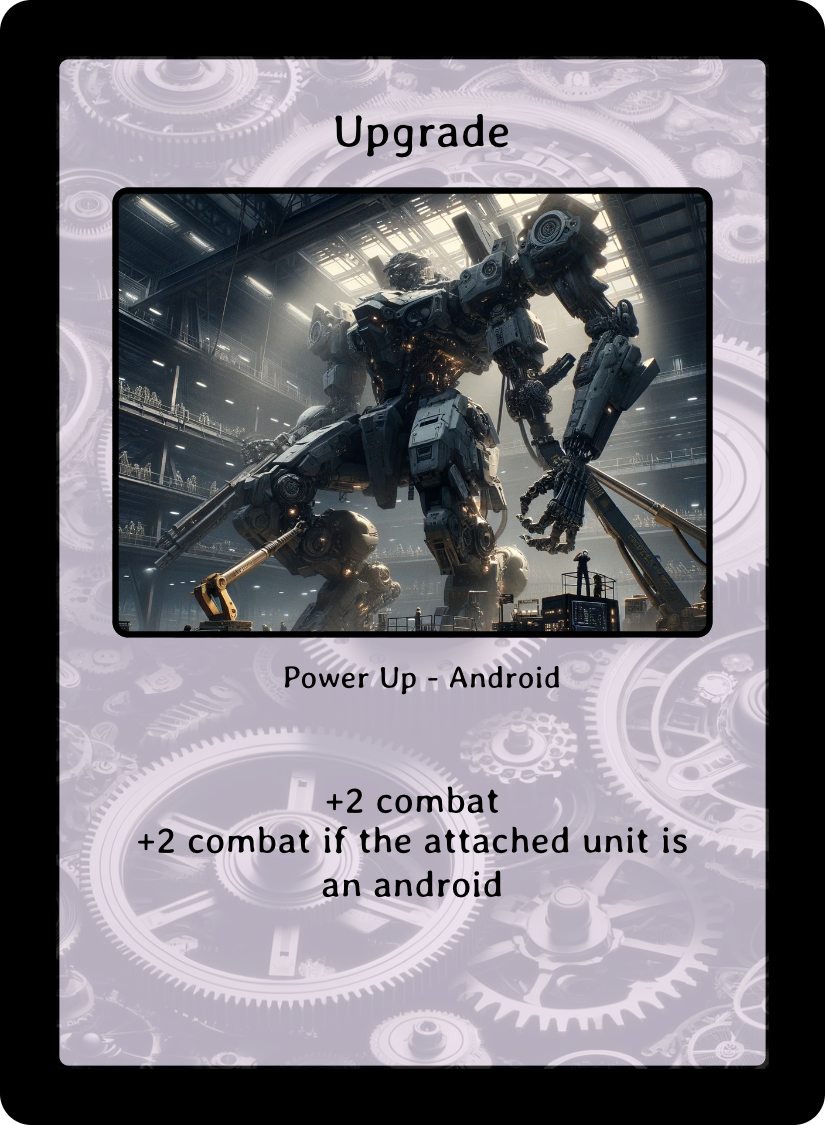 Upgrade
Power Up - Android
+2 combat
+2 combat if the attached unit is
an android